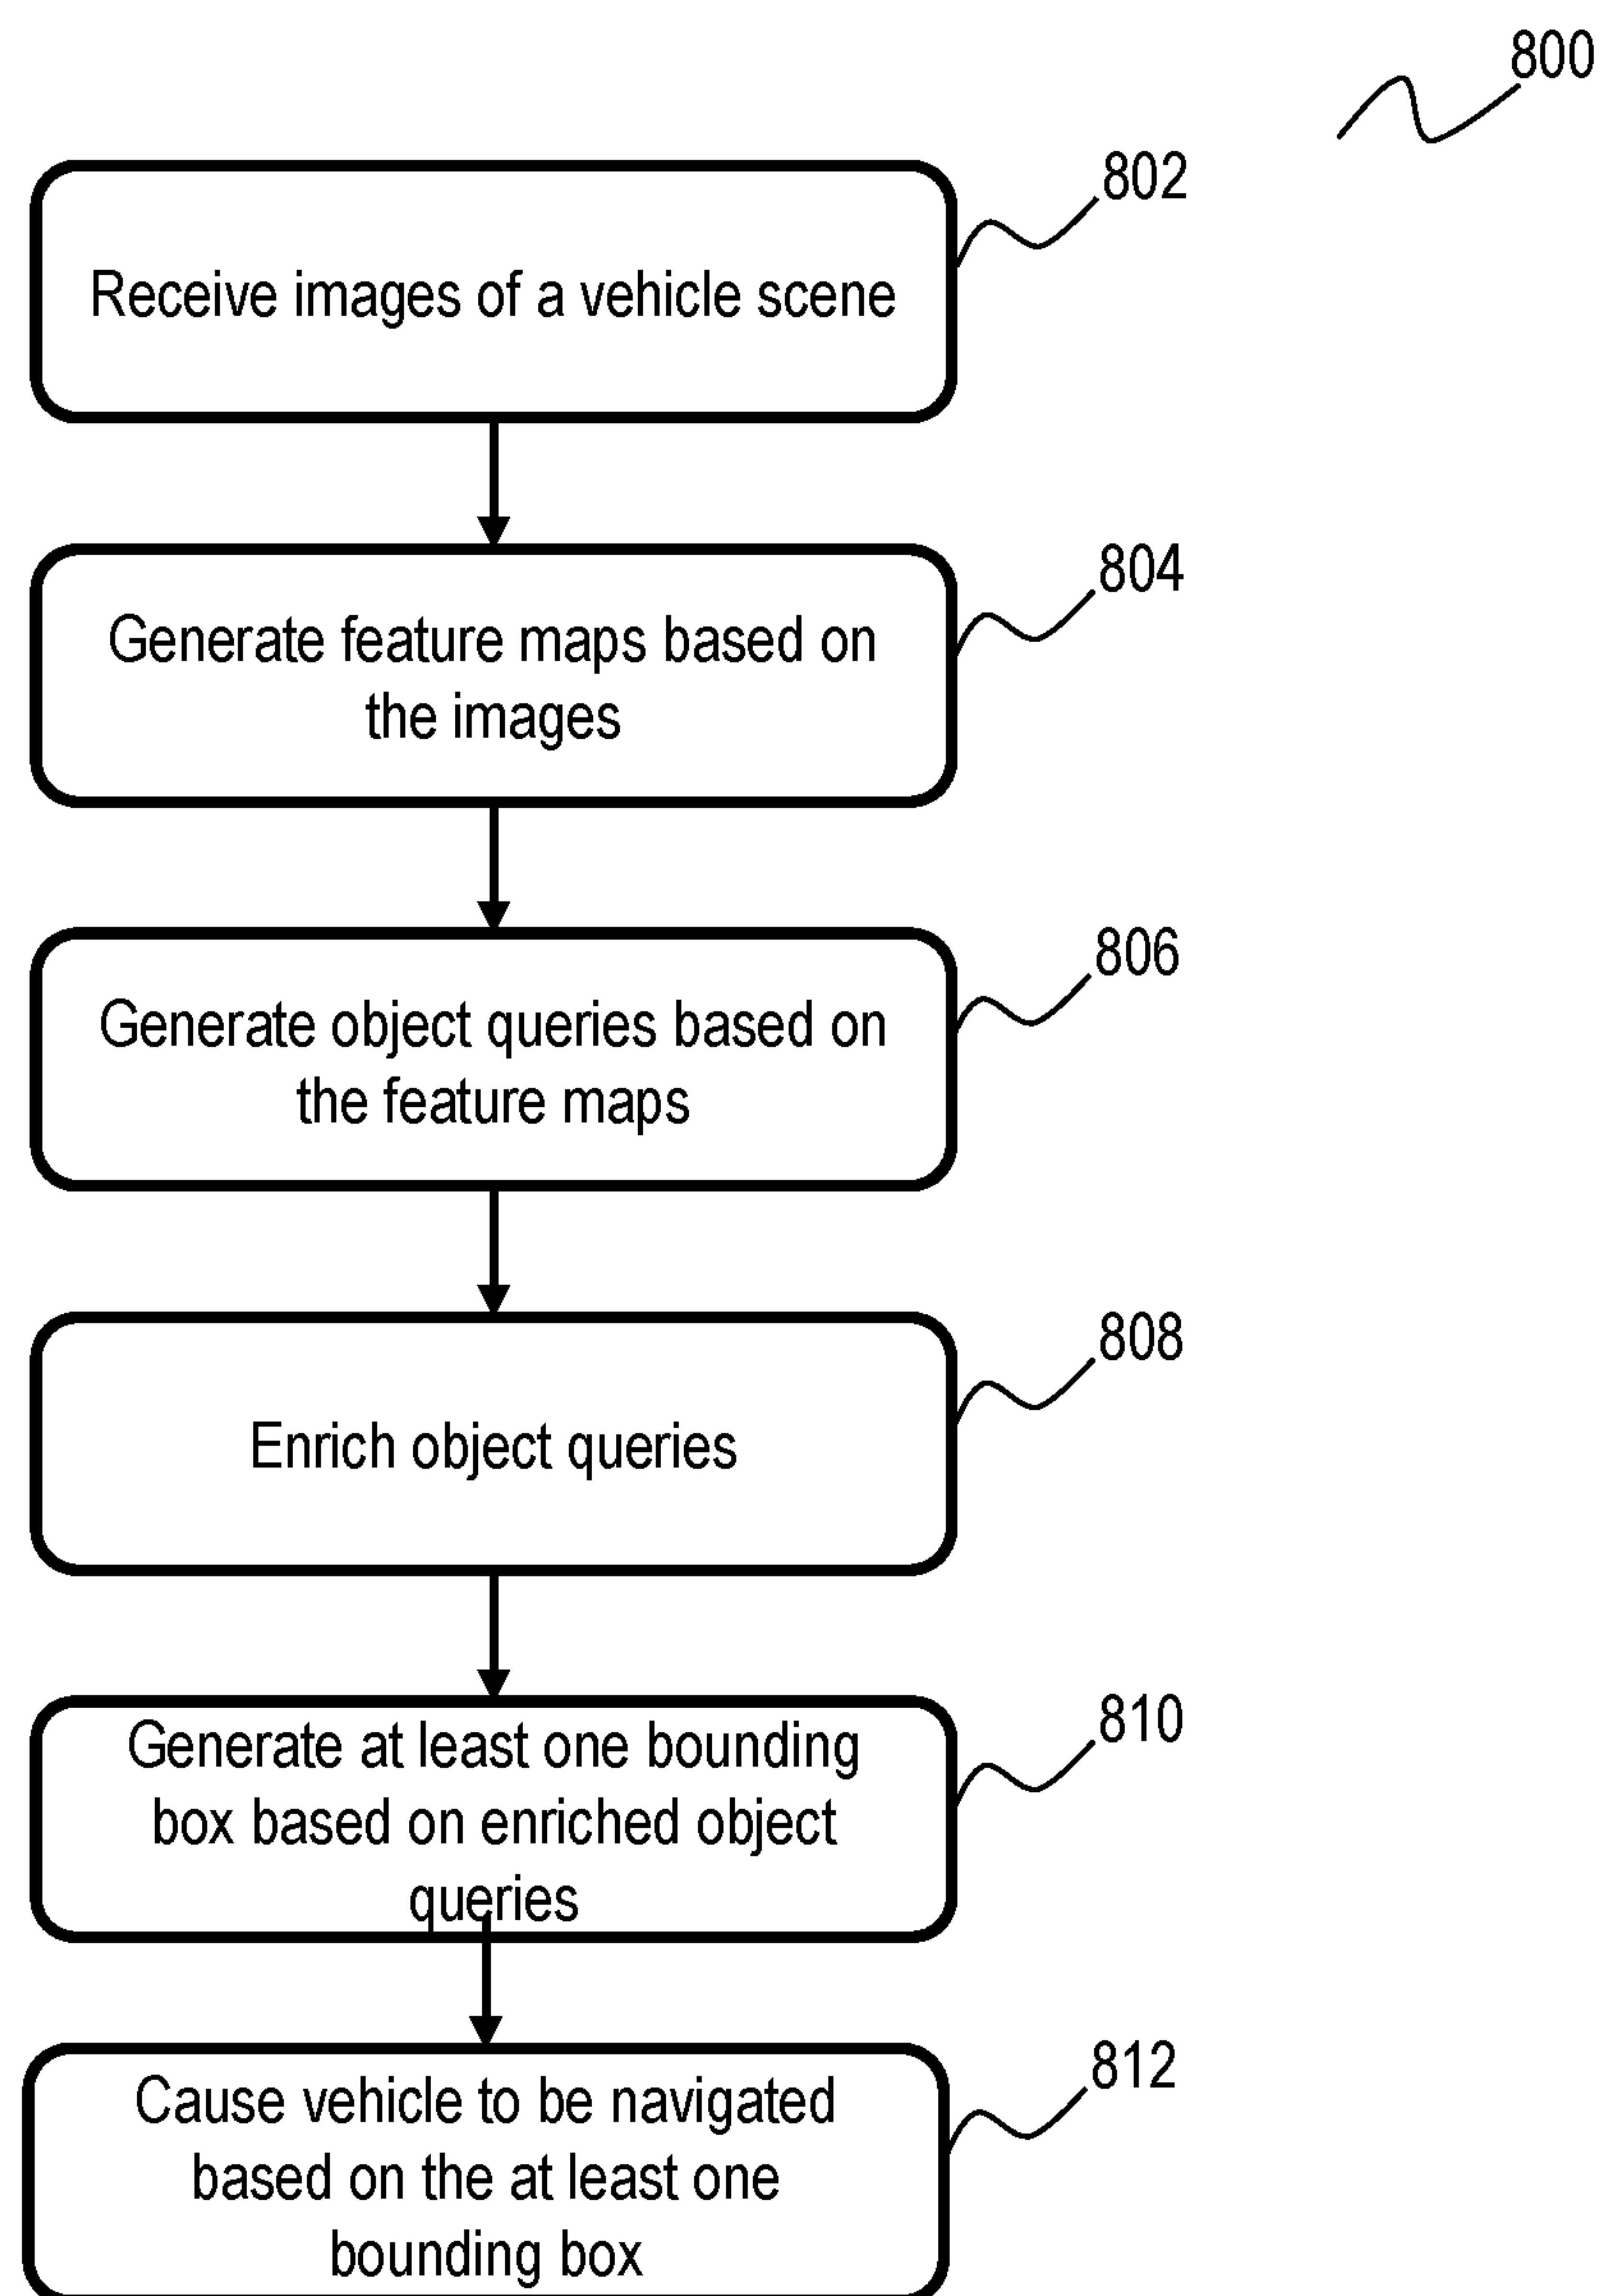 800
802
Receive images of a vehicle scene
804
Generate feature maps based on
the images
806
Generate object queries based on
the feature maps
808
Enrich object queries
810
Generate at least one bounding
box based on enriched object
queries
812
Cause vehicle to be navigated
based on the at least one
bounding box